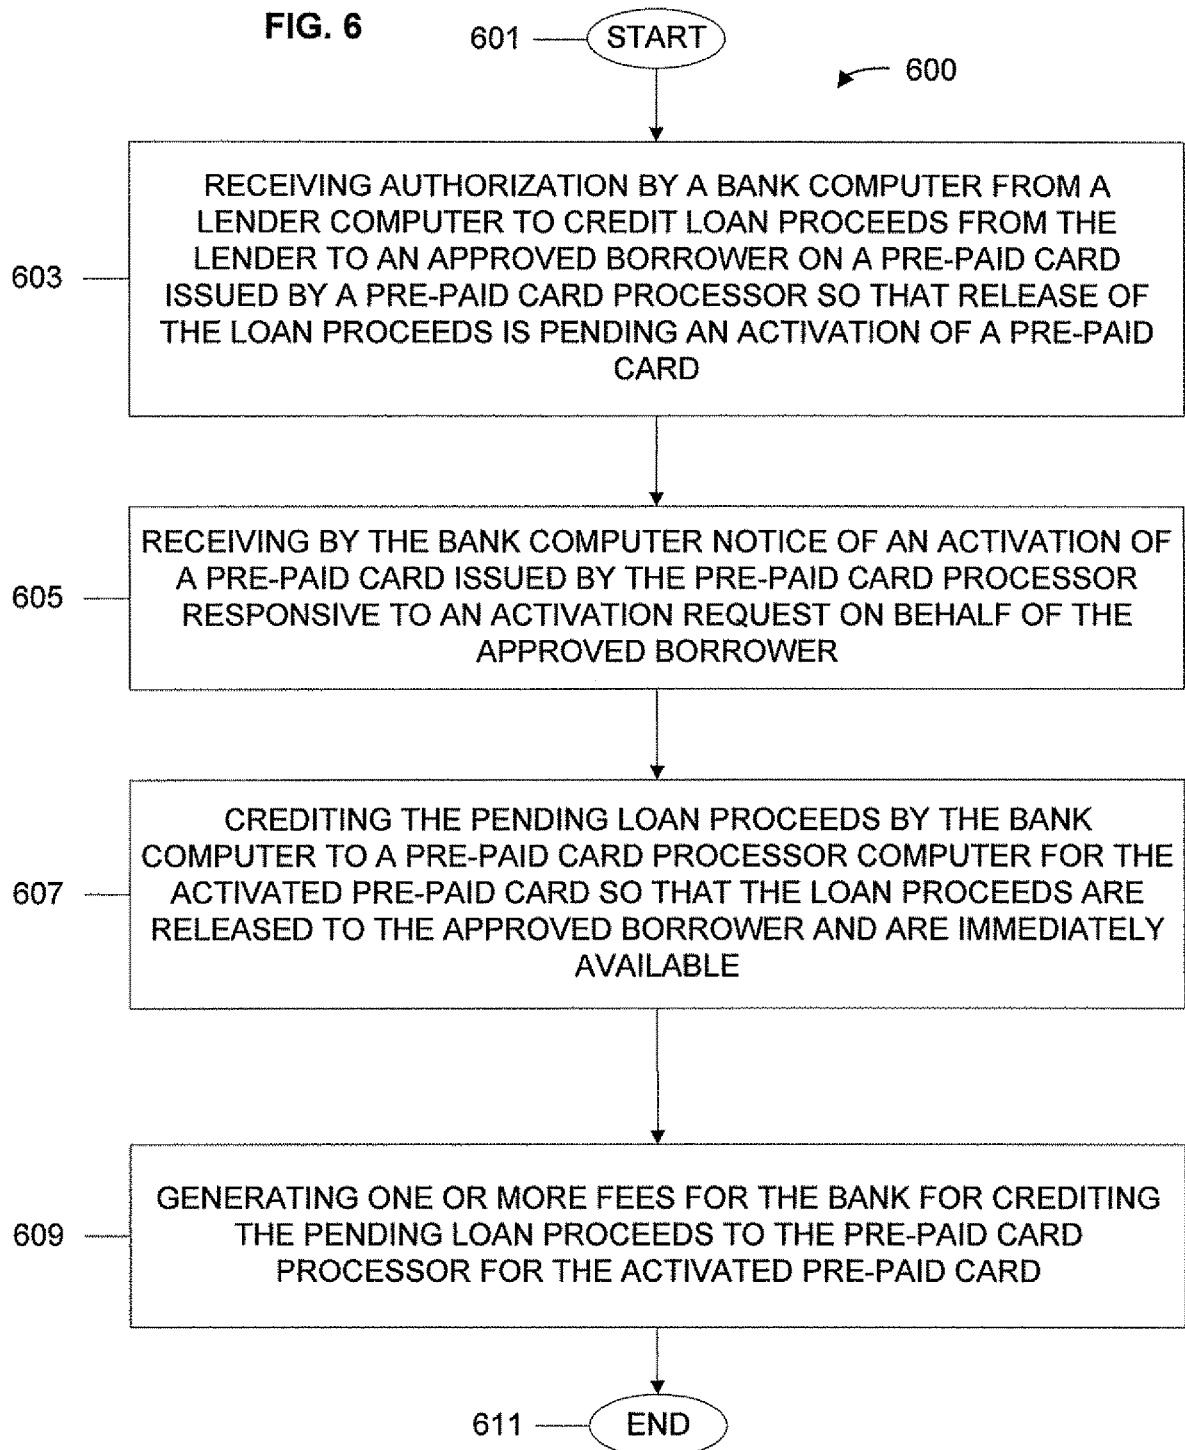 FIG. 6
601
START
600
RECEIVING AUTHORIZATION BY A BANK COMPUTER FROM A
LENDER COMPUTER TO CREDIT LOAN PROCEEDS FROM THE
LENDER TO AN APPROVED BORROWER ON A PRE-PAID CARD
ISSUED BY A PRE-PAID CARD PROCESSOR SO THAT RELEASE OF
THE LOAN PROCEEDS IS PENDING AN ACTIVATION OF A PRE-PAID
CARD
603
RECEIVING BY THE BANK COMPUTER NOTICE OF AN ACTIVATION OF
A PRE-PAID CARD ISSUED BY THE PRE-PAID CARD PROCESSOR
RESPONSIVE TO AN ACTIVATION REQUEST ON BEHALF OF THE
APPROVED BORROWER
605
CREDITING THE PENDING LOAN PROCEEDS BY THE BANK
COMPUTER TO A PRE-PAID CARD PROCESSOR COMPUTER FOR THE
ACTIVATED PRE-PAID CARD SO THAT THE LOAN PROCEEDS ARE
RELEASED TO THE APPROVED BORROWER AND ARE IMMEDIATELY
AVAILABLE
607
GENERATING ONE OR MORE FEES FOR THE BANK FOR CREDITING
THE PENDING LOAN PROCEEDS TO THE PRE-PAID CARD
PROCESSOR FOR THE ACTIVATED PRE-PAID CARD
609
611
END